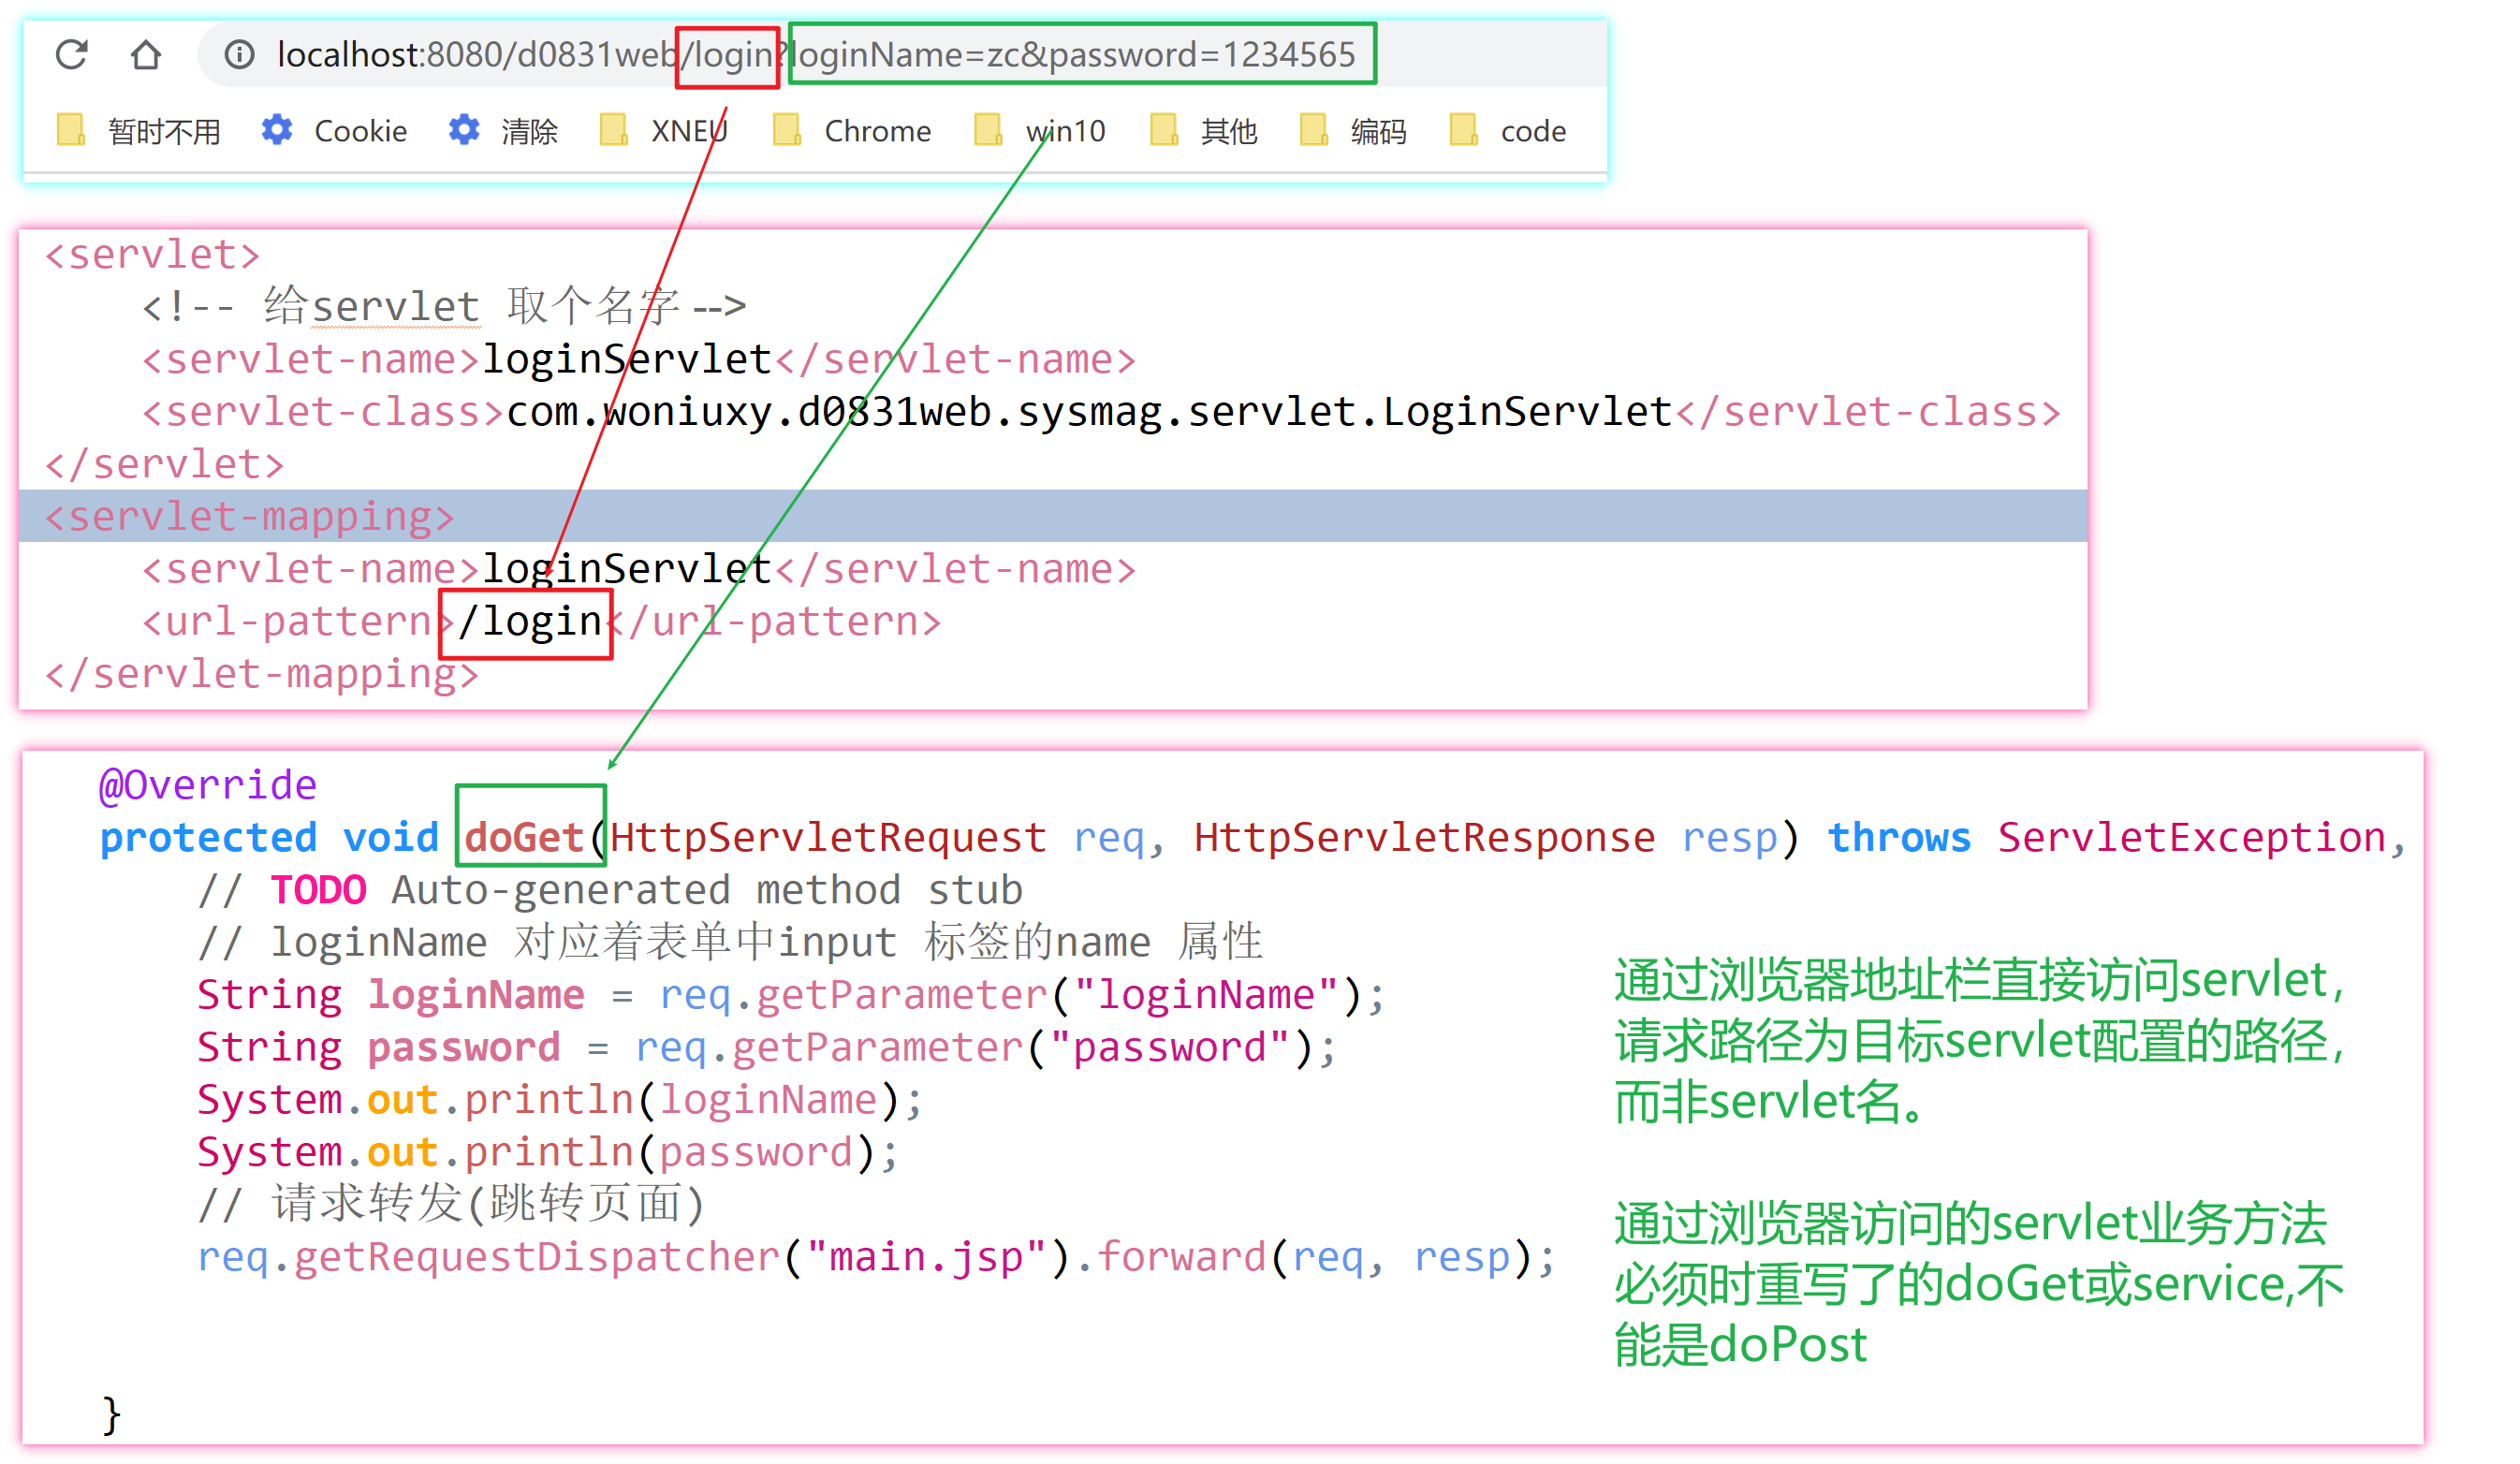 localhost:8080/d0831web/login?loginName=zc&password=1234565
暂时不用 Cookie 清除 XNEU Chrome win10 其他 编码 code
<servlet>
    <!-- 给servlet 取个名字 -->
    <servlet-name>loginServlet</servlet-name>
    <servlet-class>com.woniuxy.d0831web.sysmag.servlet.LoginServlet</servlet-class>
</servlet>
<servlet-mapping>
    <servlet-name>loginServlet</servlet-name>
    <url-pattern>/login</url-pattern>
</servlet-mapping>
@Override
protected void doGet(HttpServletRequest req, HttpServletResponse resp) throws ServletException,
    // TODO Auto-generated method stub
    // loginName 对应着表单中input 标签的name 属性
    String loginName = req.getParameter("loginName");
    String password = req.getParameter("password");
    System.out.println(loginName);
    System.out.println(password);
    // 请求转发(跳转页面)
    req.getRequestDispatcher("main.jsp").forward(req, resp);
}
通过浏览器地址栏直接访问servlet,
请求路径为目标servlet配置的路径,
而非servlet名。
通过浏览器访问的servlet业务方法
必须时重写了的doGet或service,不
能是doPost